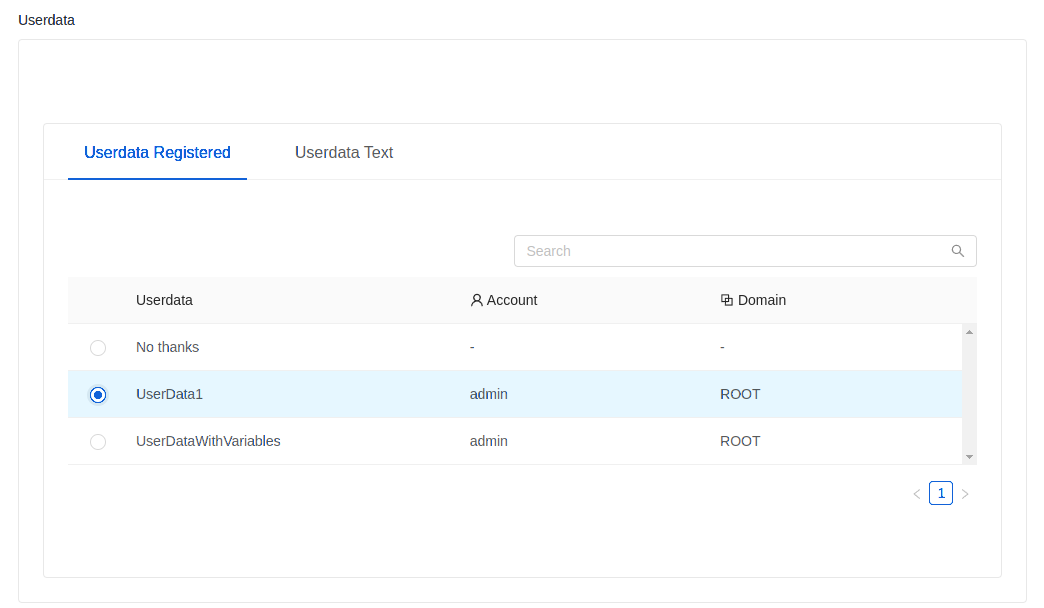 Userdata
Userdata Registered Userdata Text
Search
Userdata Account Domain
No thanks - -
UserData1 admin ROOT
UserDataWithVariables admin ROOT
1